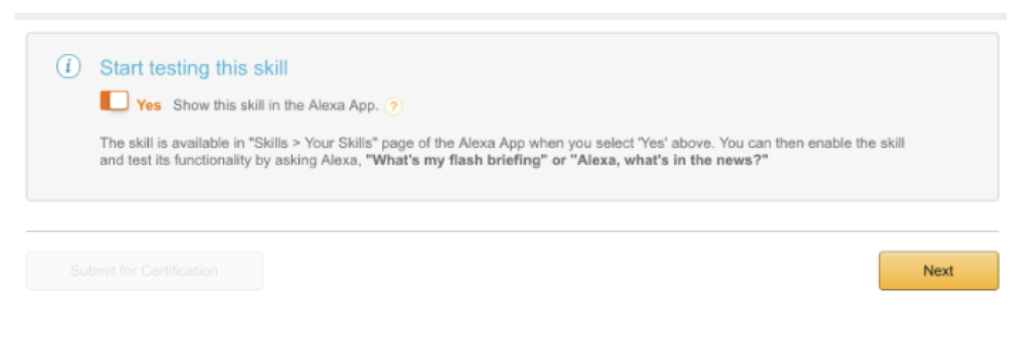 Start testing this skill
Yes Show this skill in the Alexa App. ?
The skill is available in "Skills > Your Skills" page of the Alexa App when you select 'Yes' above. You can then enable the skill
and test its functionality by asking Alexa, "What's my flash briefing" or "Alexa, what's in the news?"
Submit for Certification
Next